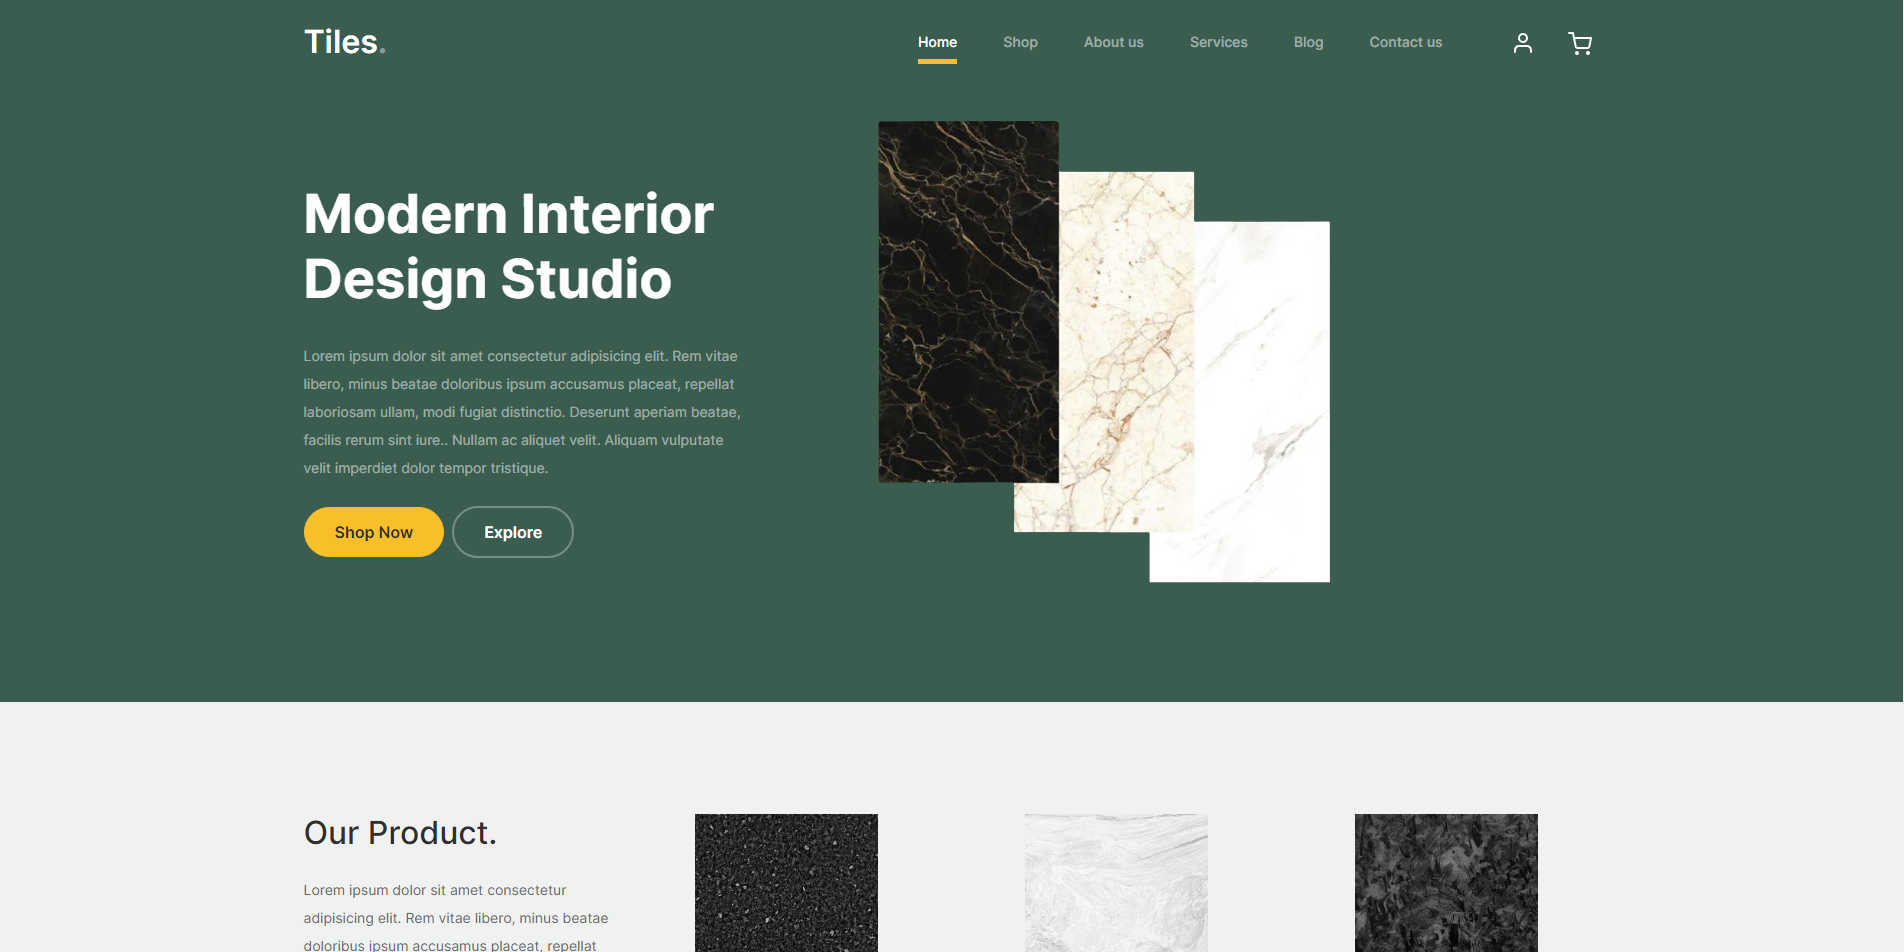 Tiles.
Home Shop About us Services Blog Contact us
Modern Interior
Design Studio
Lorem ipsum dolor sit amet consectetur adipisicing elit. Rem vitae
libero, minus beatae doloribus ipsum accusamus placeat, repellat
laboriosam ullam, modi fugiat distinctio. Deserunt aperiam beatae,
facilis rerum sint iure.. Nullam ac aliquet velit. Aliquam vulputate
velit imperdiet dolor tempor tristique.
Shop Now Explore
Our Product.
Lorem ipsum dolor sit amet consectetur
adipisicing elit. Rem vitae libero, minus beatae
doloribus ipsum accusamus placeat, repellat